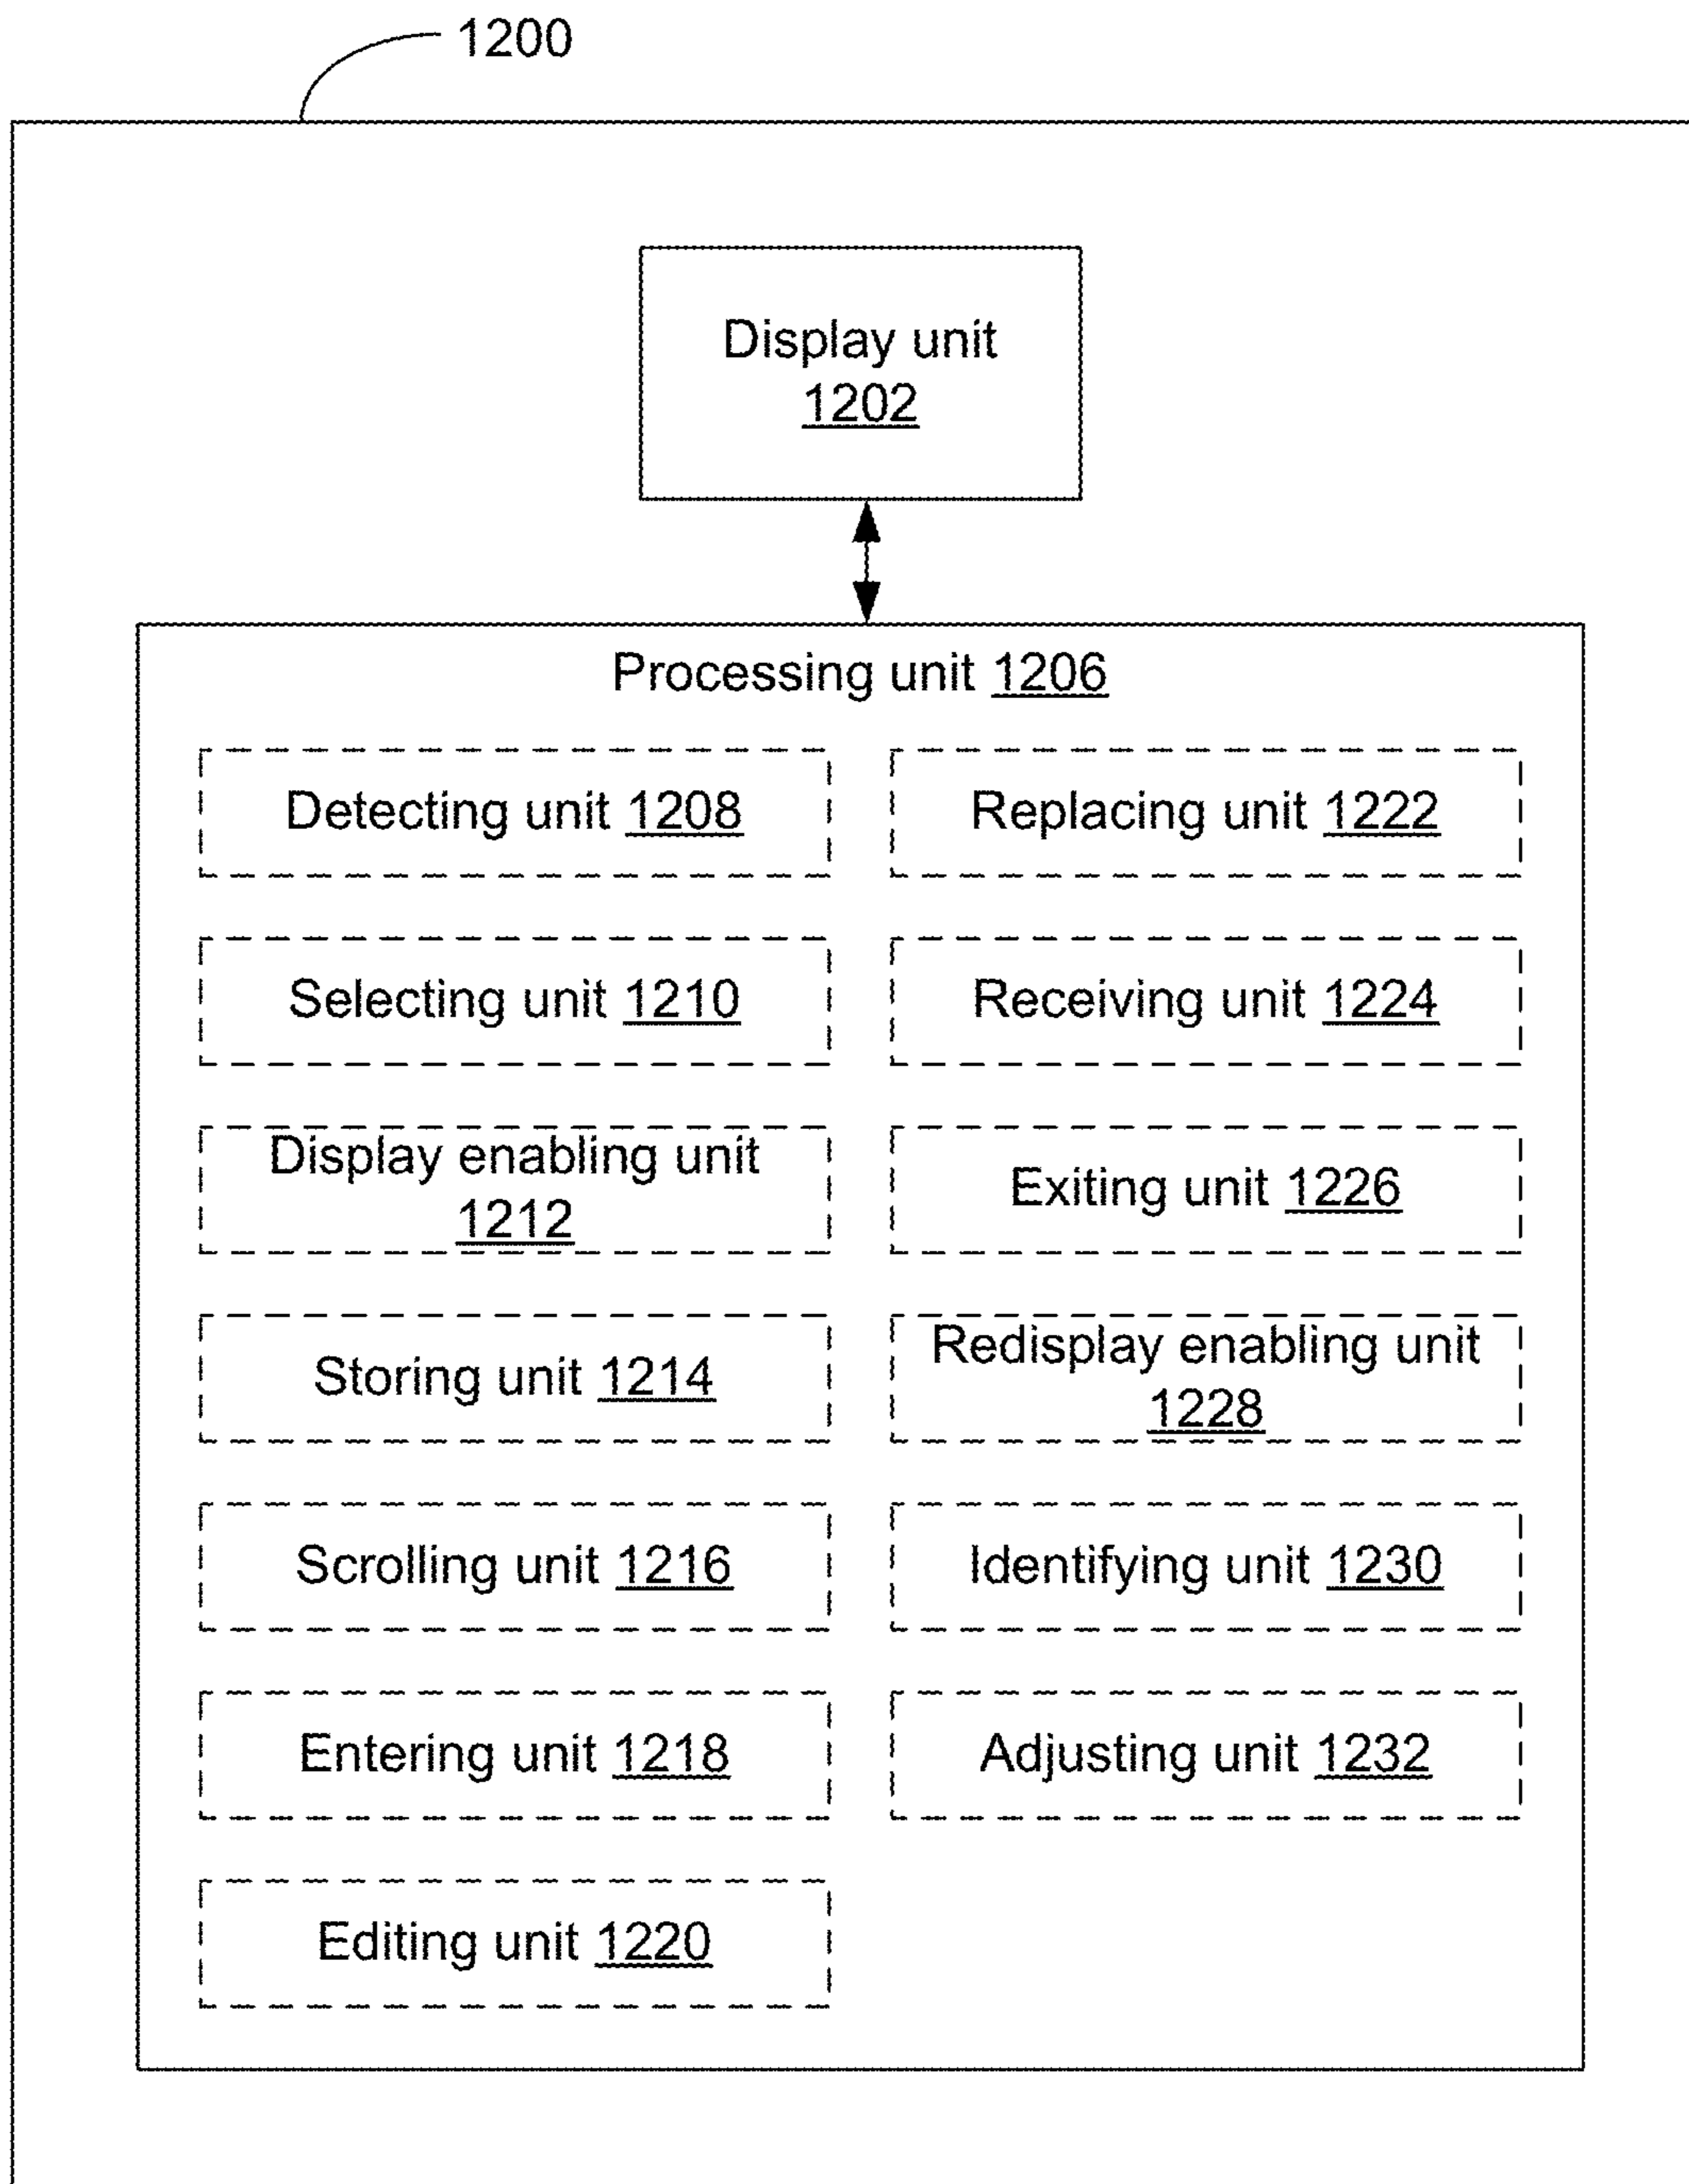 1200
Display unit
1202
Processing unit 1206
Detecting unit 1208
Replacing unit 1222
Selecting unit 1210
Receiving unit 1224
Display enabling unit
1212
Exiting unit 1226
Storing unit 1214
Redisplay enabling unit
1228
Scrolling unit 1216
Identifying unit 1230
Entering unit 1218
Adjusting unit 1232
Editing unit 1220